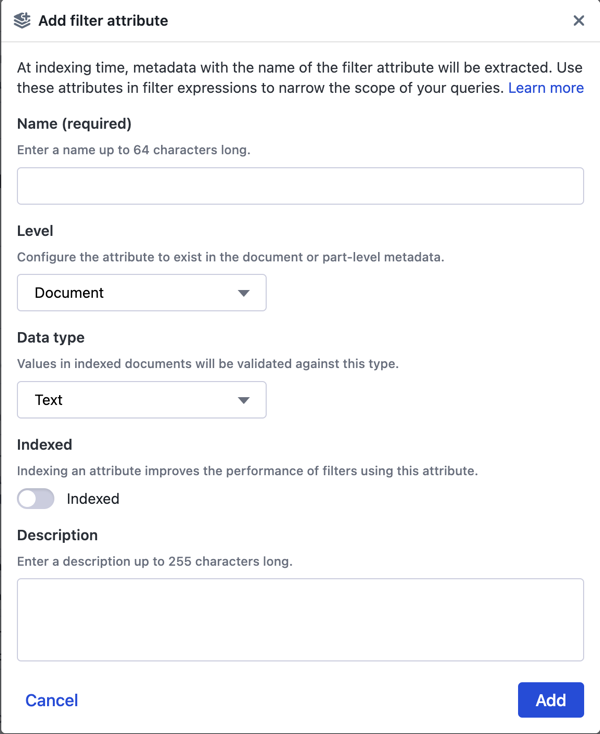 Add filter attribute
At indexing time, metadata with the name of the filter attribute will be extracted. Use
these attributes in filter expressions to narrow the scope of your queries. Learn more
Name (required)
Enter a name up to 64 characters long.
Level
Configure the attribute to exist in the document or part-level metadata.
Document
Data type
Values in indexed documents will be validated against this type.
Text
Indexed
Indexing an attribute improves the performance of filters using this attribute.
Indexed
Description
Enter a description up to 255 characters long.
Cancel
Add